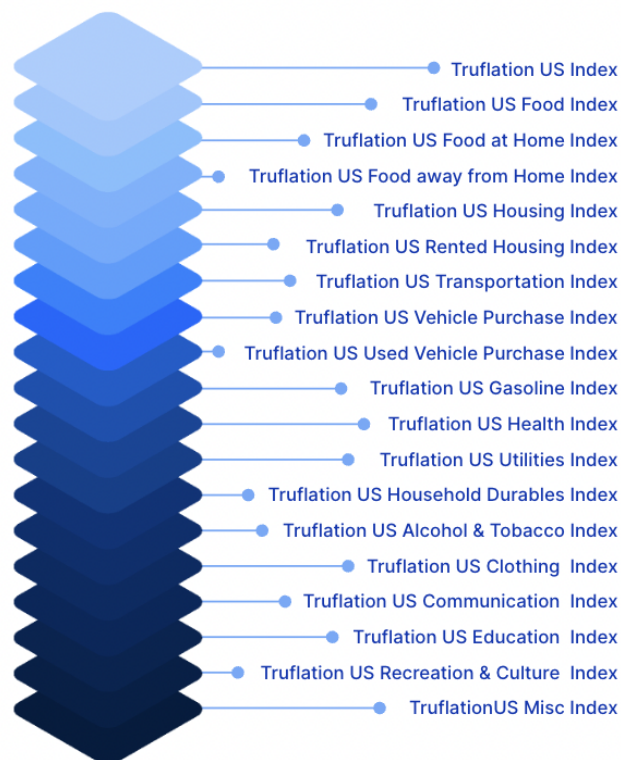 Truflation US Index
Truflation US Food Index
Truflation US Food at Home Index
Truflation US Food away from Home Index
Truflation US Housing Index
Truflation US Rented Housing Index
Truflation US Transportation Index
Truflation US Vehicle Purchase Index
Truflation US Used Vehicle Purchase Index
Truflation US Gasoline Index
Truflation US Health Index
Truflation US Utilities Index
Truflation US Household Durables Index
Truflation US Alcohol & Tobacco Index
Truflation US Clothing  Index
Truflation US Communication  Index
Truflation US Education  Index
Truflation US Recreation & Culture  Index
TruflationUS Misc Index